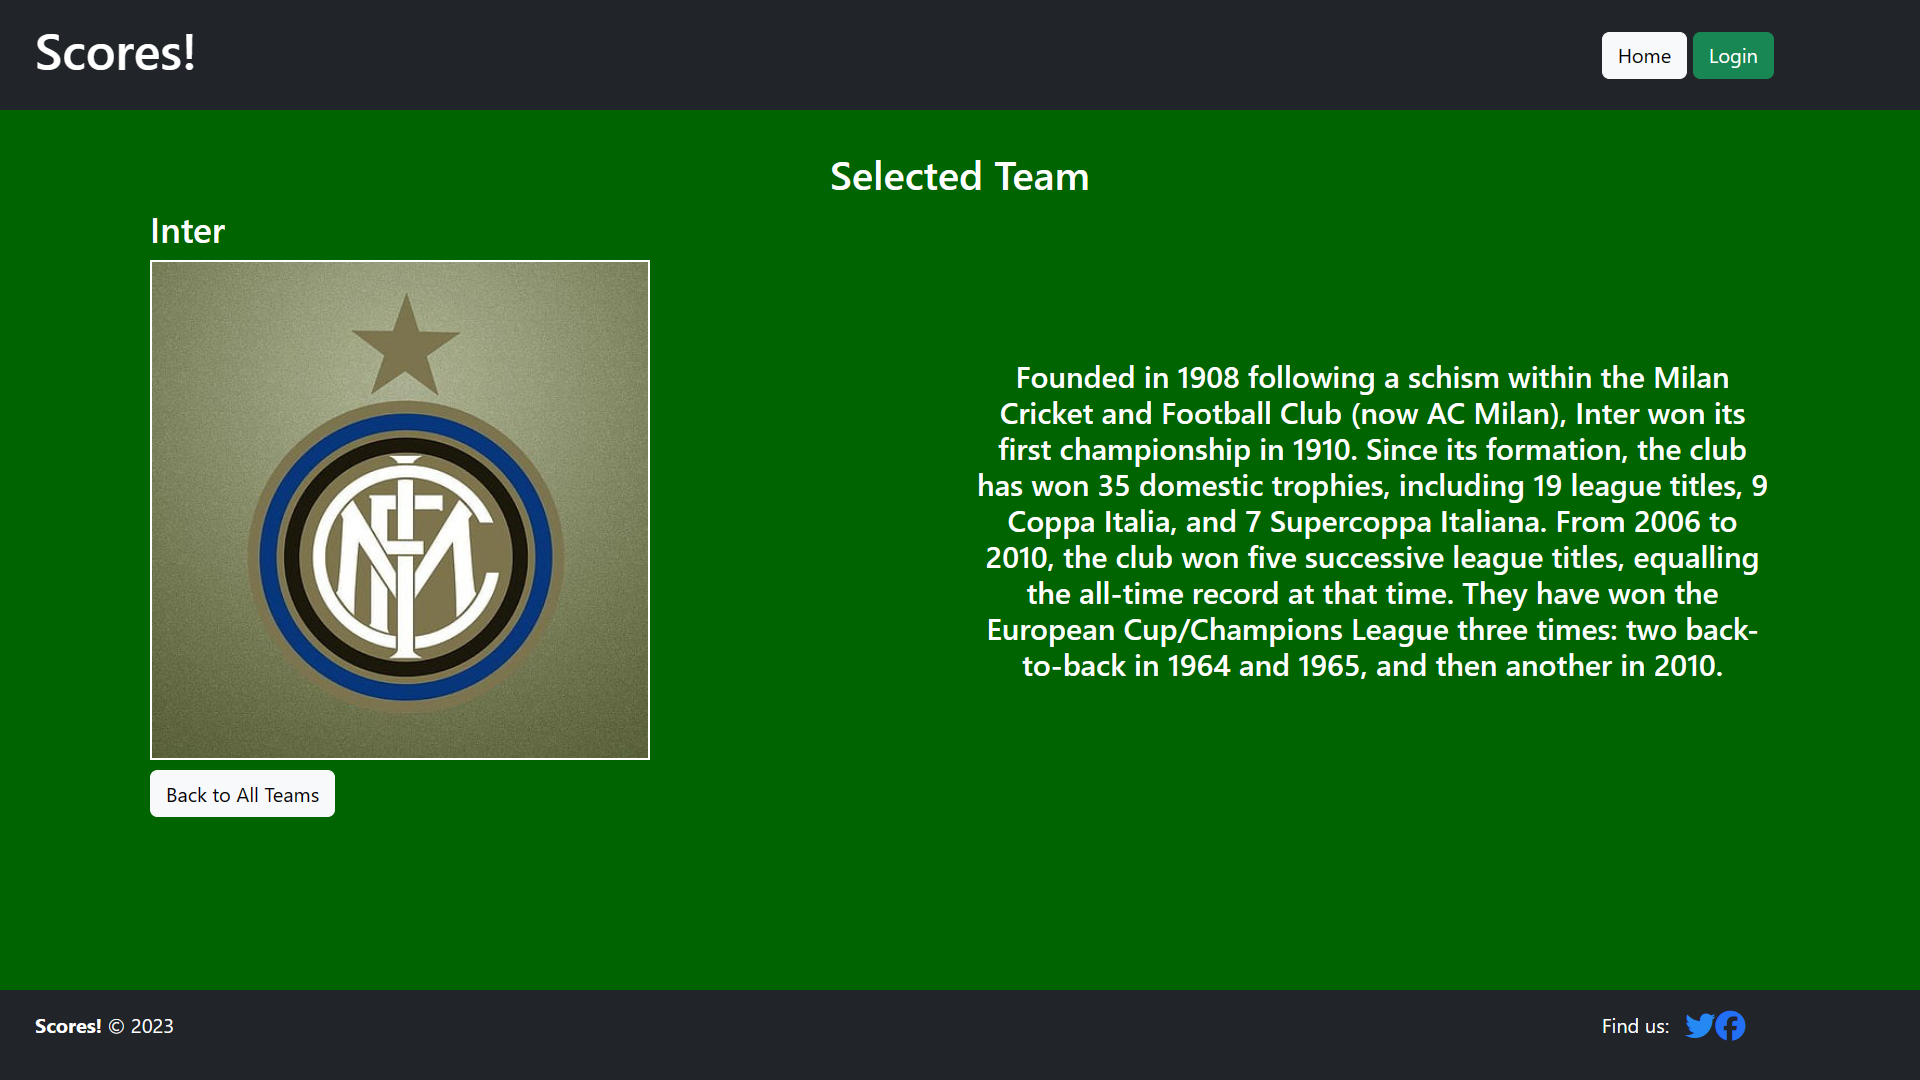 Scores!
Home
Login
Selected Team
Inter
Founded in 1908 following a schism within the Milan
Cricket and Football Club (now AC Milan), Inter won its
first championship in 1910. Since its formation, the club
has won 35 domestic trophies, including 19 league titles, 9
Coppa Italia, and 7 Supercoppa Italiana. From 2006 to
2010, the club won five successive league titles, equalling
the all-time record at that time. They have won the
European Cup/Champions League three times: two back-
to-back in 1964 and 1965, and then another in 2010.
Back to All Teams
Scores! © 2023
Find us: